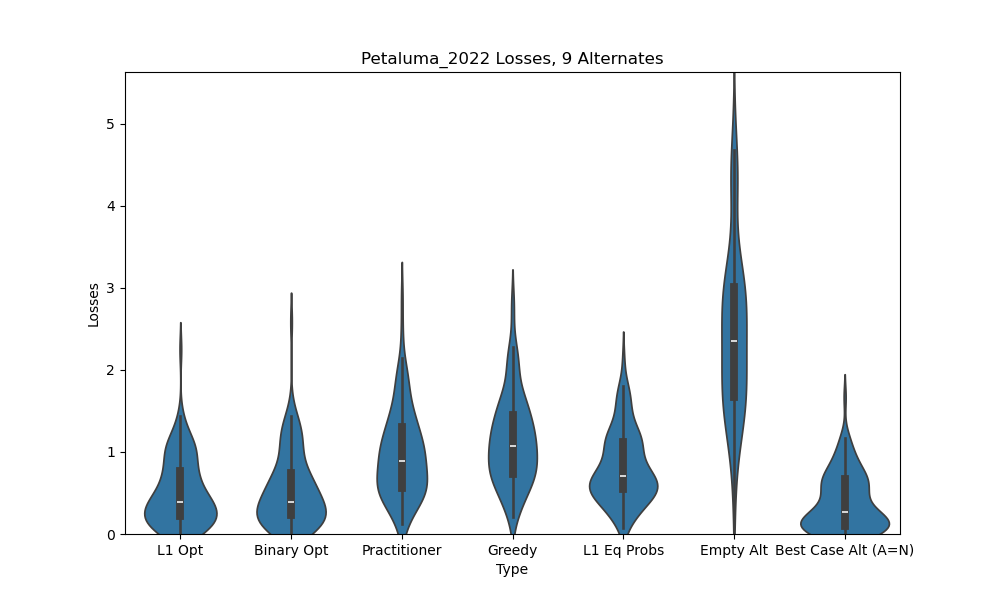 Petaluma_2022 Losses, 9 Alternates
5
4
3
2
1
0
Losses
L1 Opt
Binary Opt
Practitioner
Greedy
L1 Eq Probs
Empty Alt
Best Case Alt (A=N)
Type